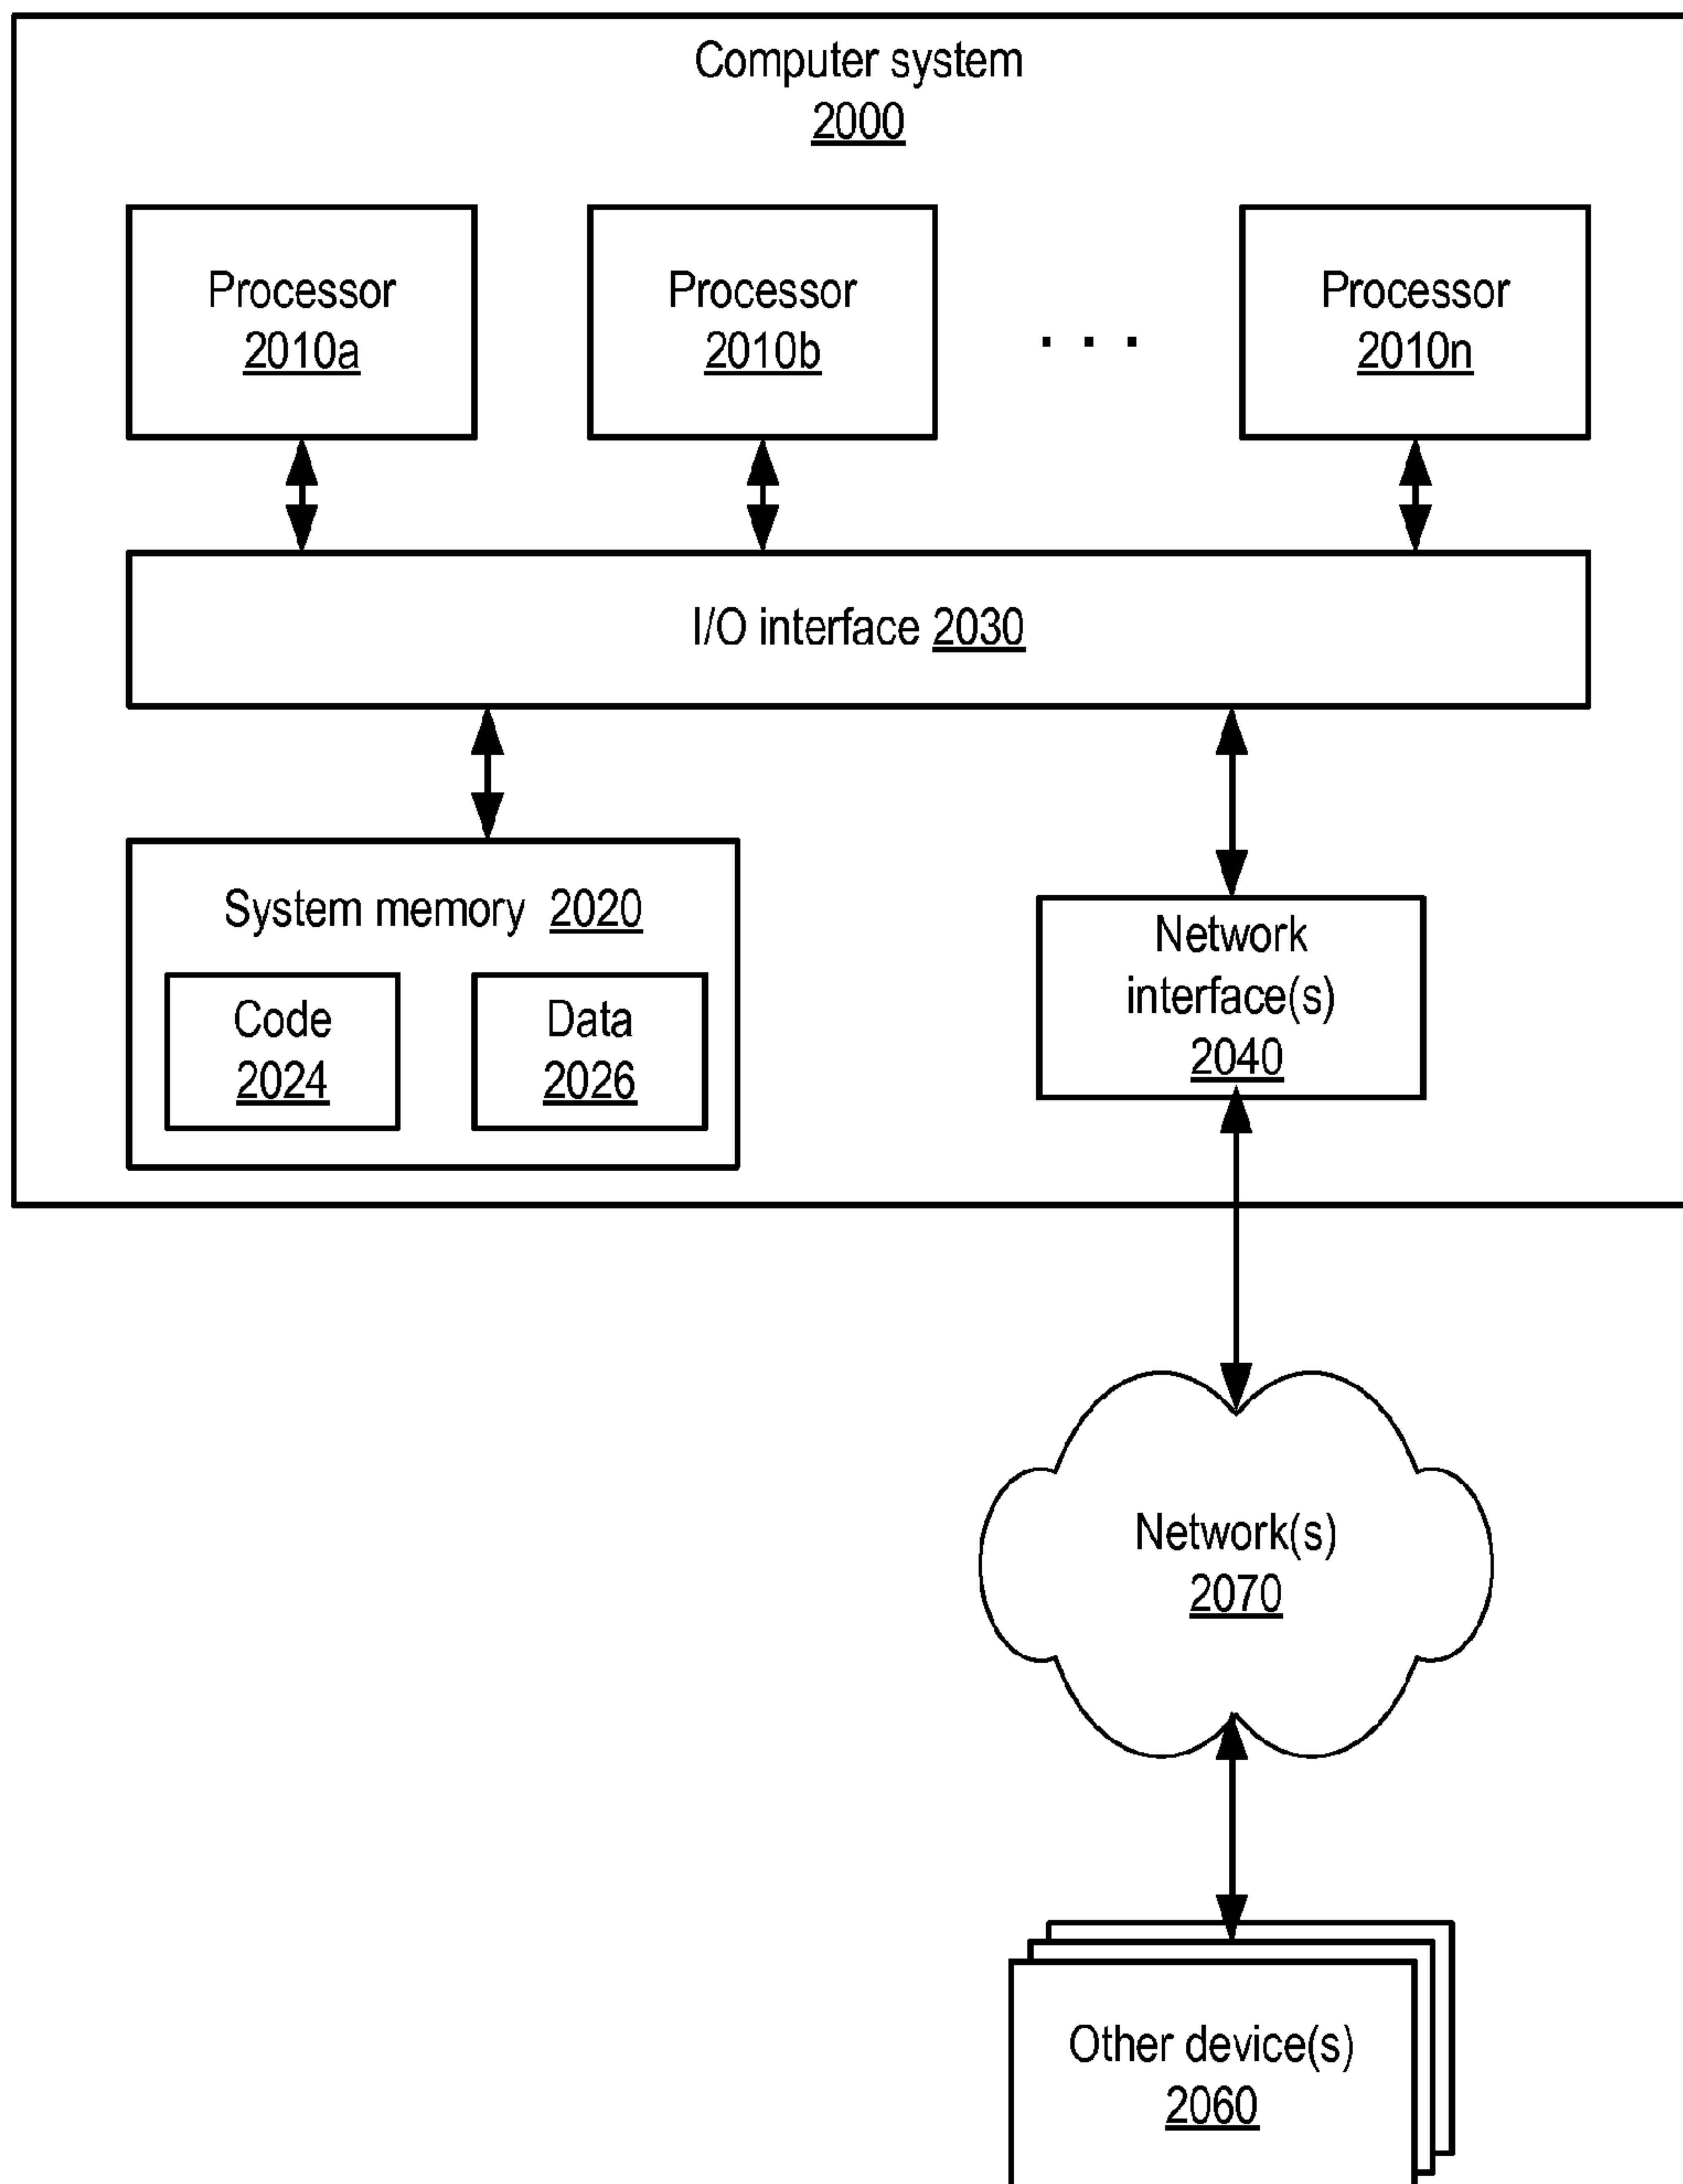 Computer system
2000
Processor
2010a
Processor
2010b
. . .
Processor
2010n
I/O interface 2030
System memory 2020
Code
2024
Data
2026
Network
interface(s)
2040
Network(s)
2070
Other device(s)
2060